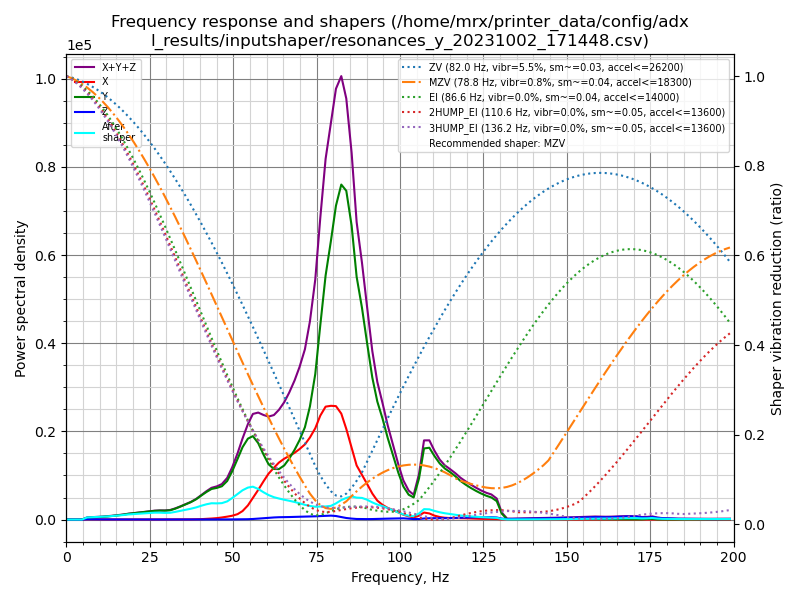 Frequency response and shapers (/home/mrx/printer_data/config/adx
l_results/inputshaper/resonances_y_20231002_171448.csv)
1e5
X+Y+Z
X
Y
Z
After
shaper
ZV (82.0 Hz, vibr=5.5%, sm~=0.03, accel<=26200)
MZV (78.8 Hz, vibr=0.8%, sm~=0.04, accel<=18300)
EI (86.6 Hz, vibr=0.0%, sm~=0.04, accel<=14000)
2HUMP_EI (110.6 Hz, vibr=0.0%, sm~=0.05, accel<=13600)
3HUMP_EI (136.2 Hz, vibr=0.0%, sm~=0.05, accel<=13600)
Recommended shaper: MZV
Power spectral density
1.0
0.8
0.6
0.4
0.2
0.0
1.0
0.8
0.6
0.4
0.2
0.0
Shaper vibration reduction (ratio)
0 25 50 75 100 125 150 175 200
Frequency, Hz